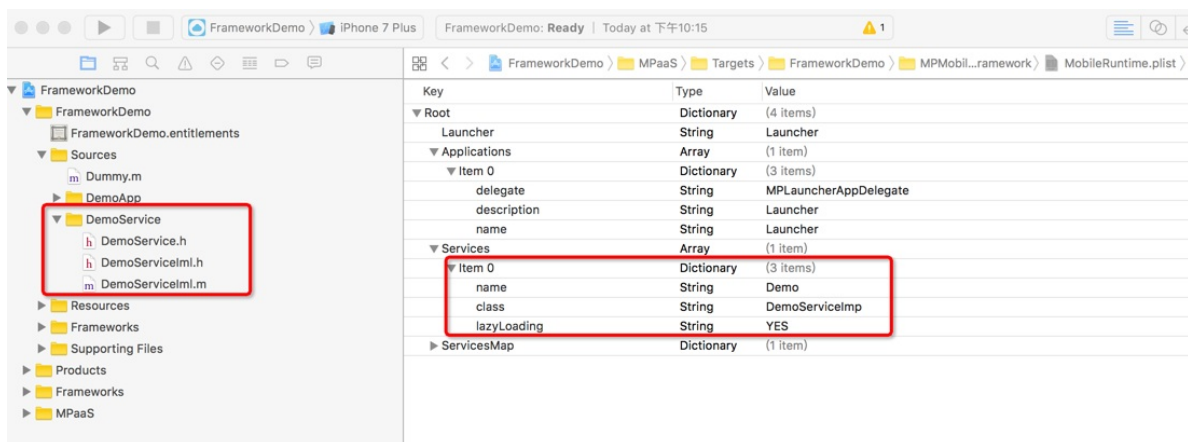 FrameworkDemo 〉 iPhone 7 Plus
FrameworkDemo: Ready | Today at 下午10:15
1
FrameworkDemo 〉 MPaaS 〉 Targets 〉 FrameworkDemo 〉 MPMobil...ramework 〉 MobileRuntime.plist 〉
FrameworkDemo
FrameworkDemo
FrameworkDemo.entitlements
Sources
m Dummy.m
DemoApp
DemoService
h DemoService.h
h DemoServiceIml.h
m DemoServiceIml.m
Resources
Frameworks
Supporting Files
Products
Frameworks
MPaaS
Key Type Value
Root Dictionary (4 items)
Launcher String Launcher
Applications Array (1 item)
Item 0 Dictionary (3 items)
delegate String MPLauncherAppDelegate
description String Launcher
name String Launcher
Services Array (1 item)
Item 0 Dictionary (3 items)
name String Demo
class String DemoServiceImp
lazyLoading String YES
ServicesMap Dictionary (1 item)